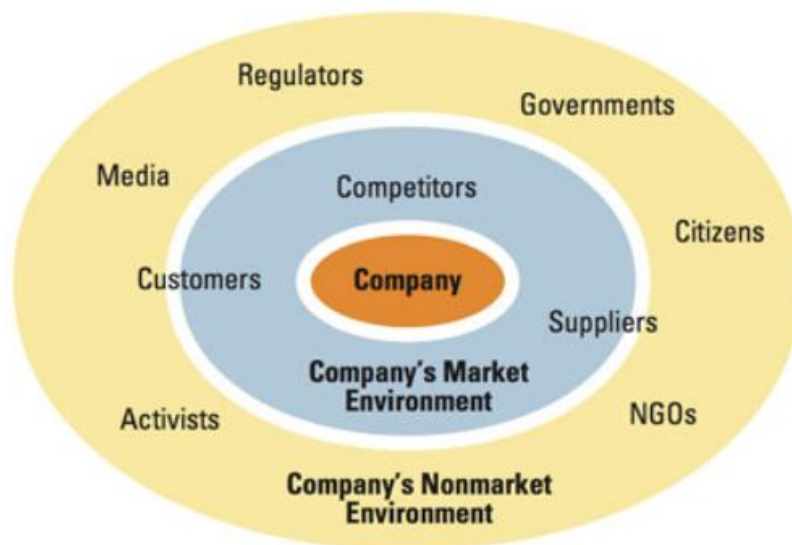 Regulators
Governments
Media
Competitors
Citizens
Customers
Company
Suppliers
Company's Market
Environment
Activists
NGOs
Company's Nonmarket
Environment